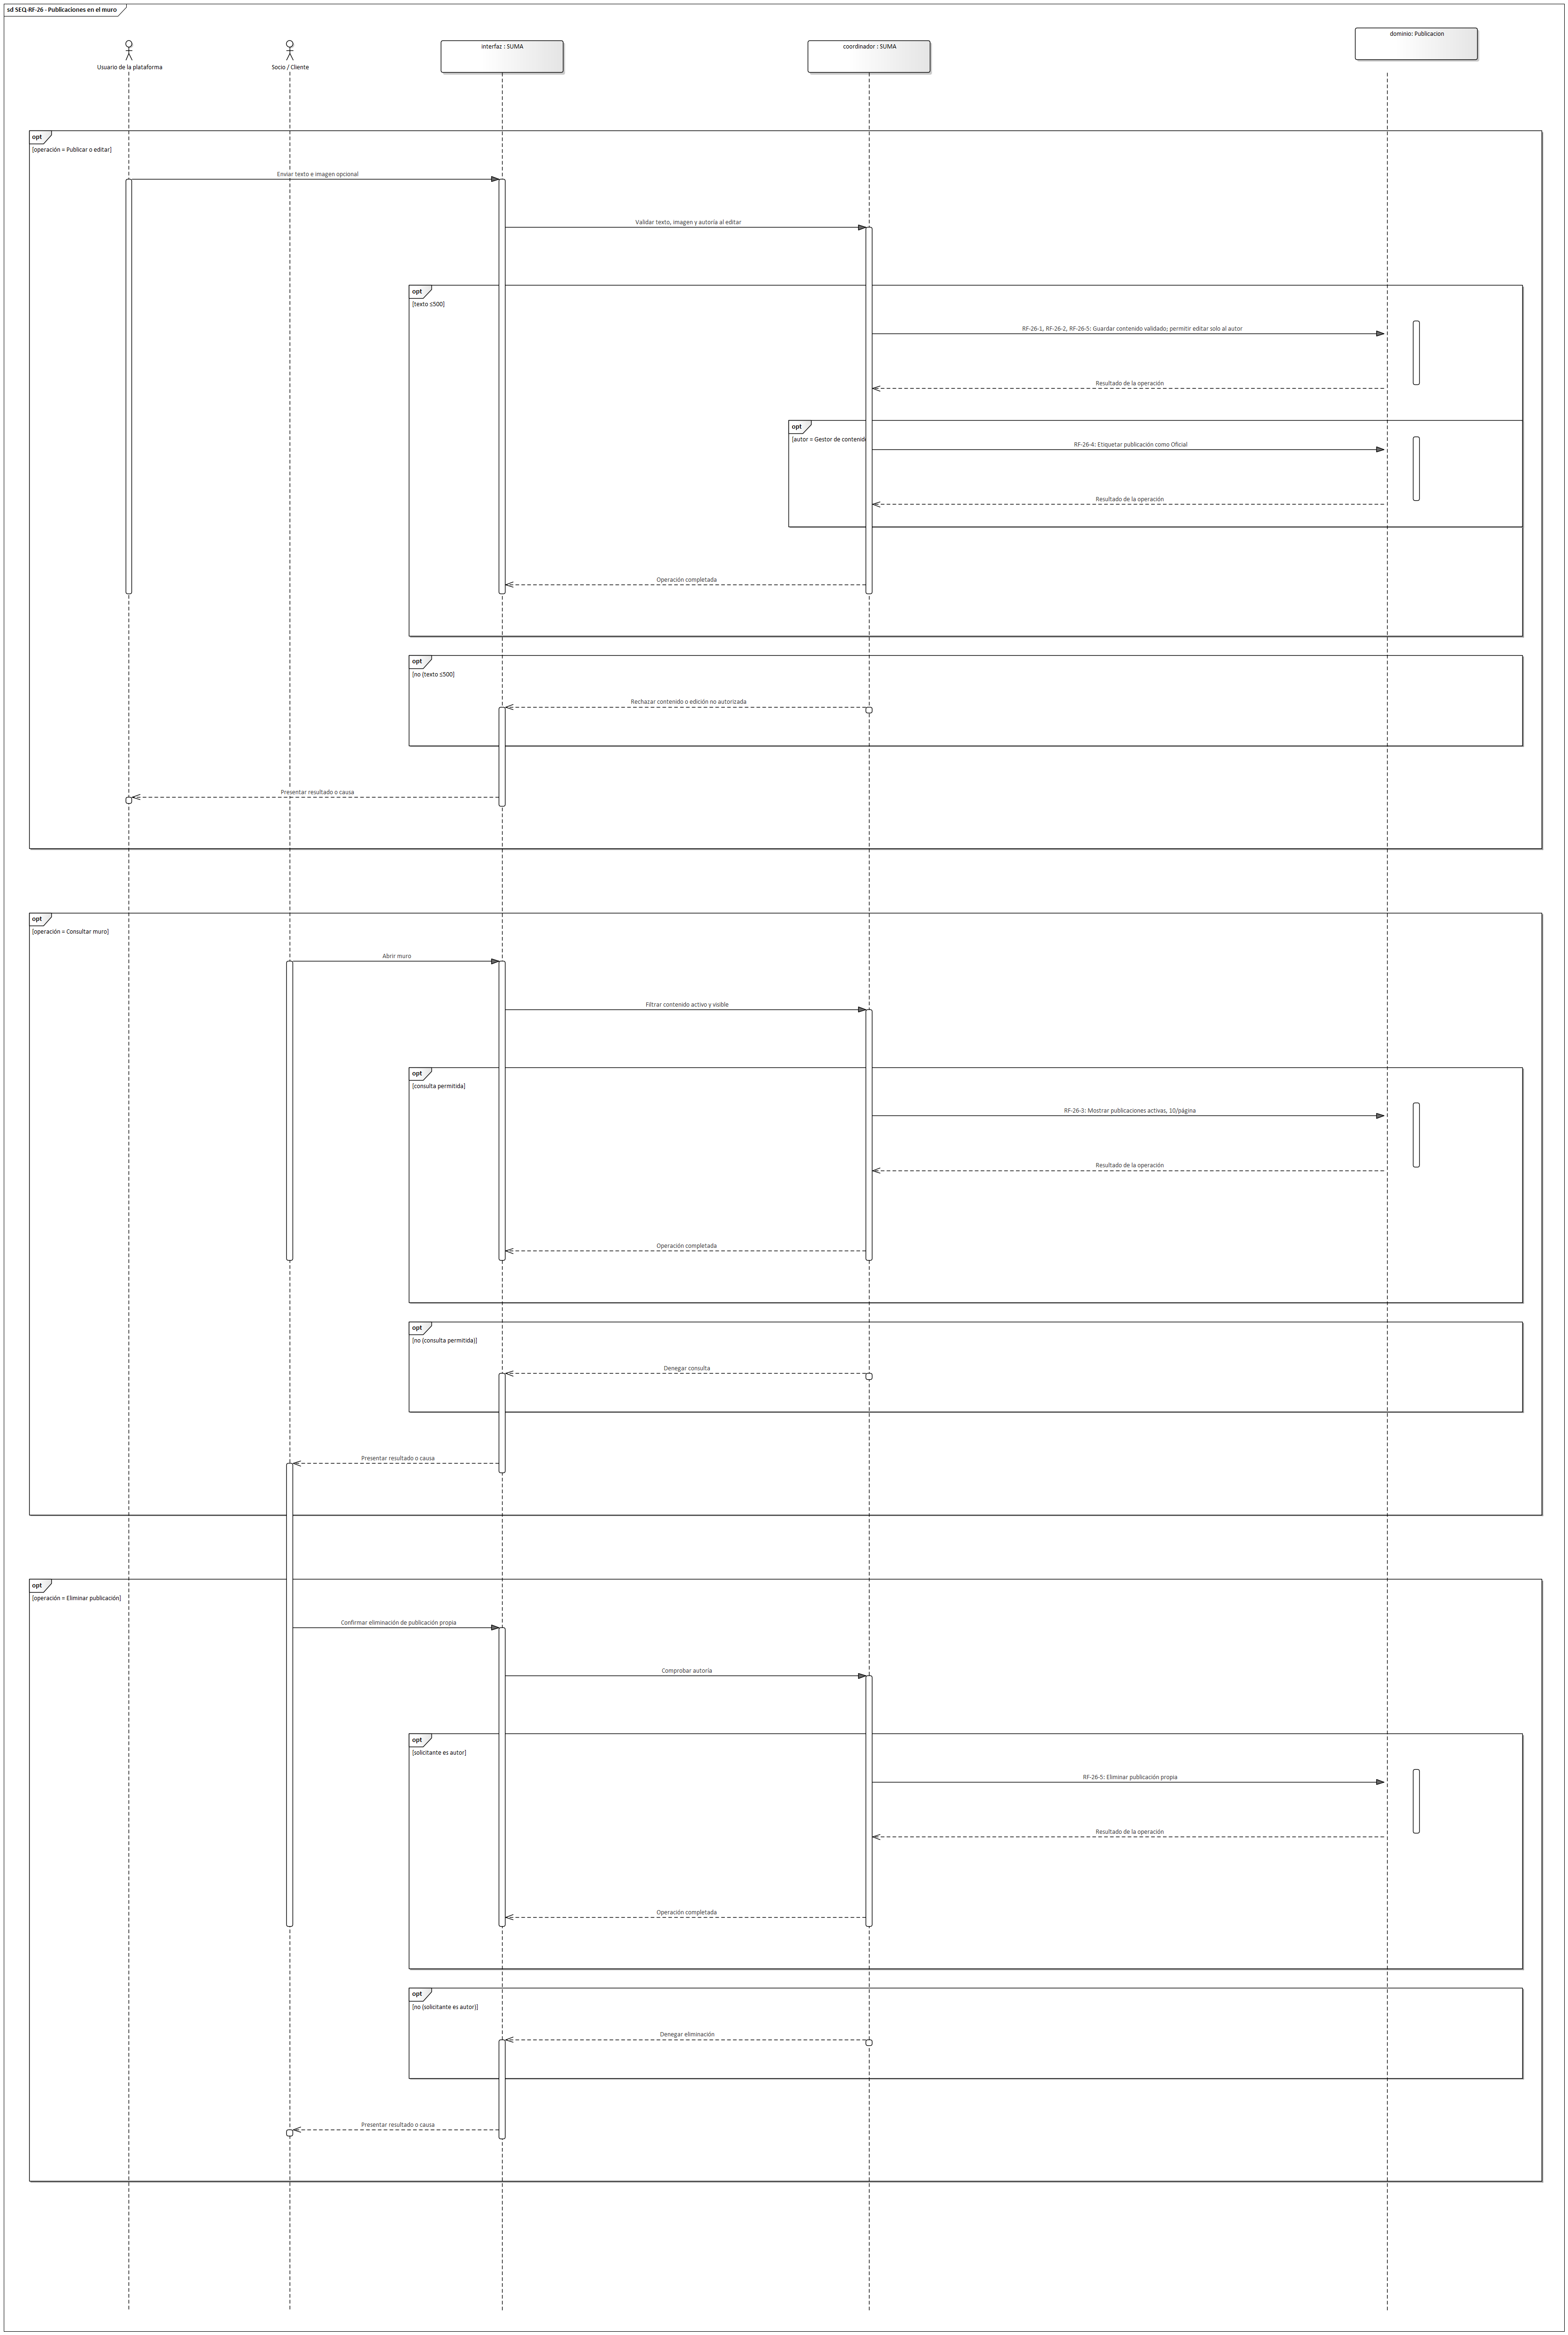 sd SEQ-RF-26 - Publicaciones en el muro
Usuario de la plataforma
Socio / Cliente
interfaz : SUMA
coordinador : SUMA
dominio: Publicacion
opt
[operación = Publicar o editar]
Enviar texto e imagen opcional
Validar texto, imagen y autoría al editar
opt
[texto ≤500]
RF-26-1, RF-26-2, RF-26-5: Guardar contenido validado; permitir editar solo al autor
Resultado de la operación
opt
[autor = Gestor de contenid
RF-26-4: Etiquetar publicación como Oficial
Resultado de la operación
Operación completada
opt
[no (texto ≤500]
Rechazar contenido o edición no autorizada
Presentar resultado o causa
opt
[operación = Consultar muro]
Abrir muro
Filtrar contenido activo y visible
opt
[consulta permitida]
RF-26-3: Mostrar publicaciones activas, 10/página
Resultado de la operación
Operación completada
opt
[no (consulta permitida)]
Denegar consulta
Presentar resultado o causa
opt
[operación = Eliminar publicación]
Confirmar eliminación de publicación propia
Comprobar autoría
opt
[solicitante es autor]
RF-26-5: Eliminar publicación propia
Resultado de la operación
Operación completada
opt
[no (solicitante es autor)]
Denegar eliminación
Presentar resultado o causa